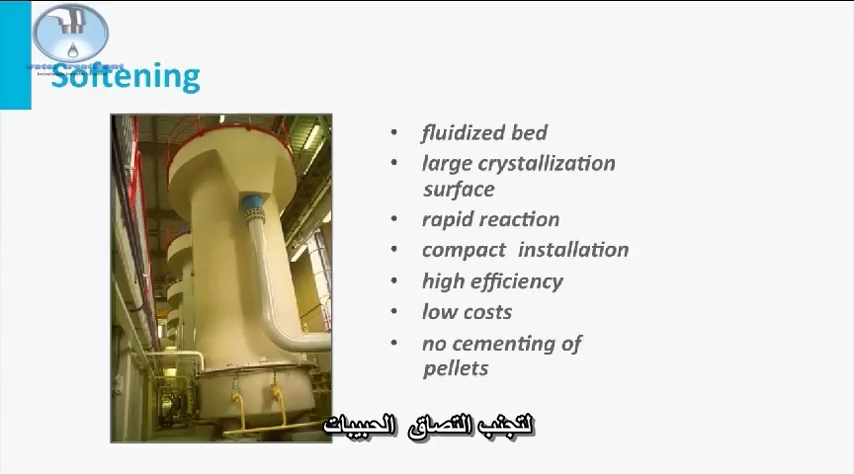 Softening
• fluidized bed
• large crystallization
surface
• rapid reaction
• compact installation
• high efficiency
• low costs
• no cementing of
pellets
لتجنب التصاق الحبيبات